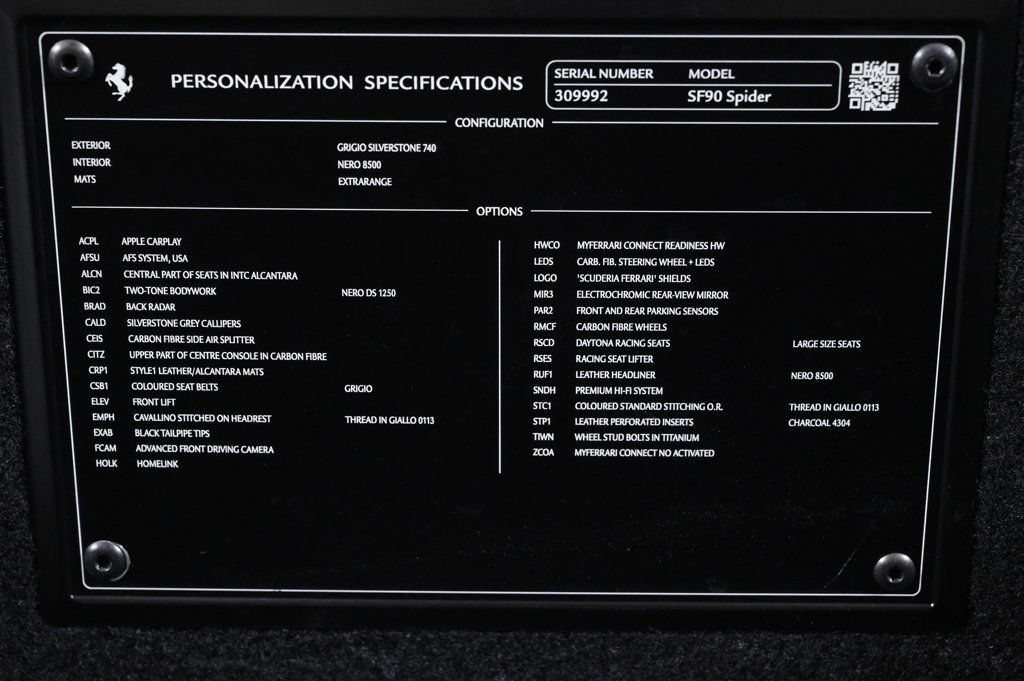 PERSONALIZATION SPECIFICATIONS
SERIAL NUMBER MODEL
309992 SF90 Spider
CONFIGURATION
EXTERIOR GRIGIO SILVERSTONE 740
INTERIOR NERO 8500
MATS EXTRARANGE
OPTIONS
ACPL APPLE CARPLAY
AFSU AFS SYSTEM, USA
ALCN CENTRAL PART OF SEATS IN INTC ALCANTARA
BIC2 TWO-TONE BODYWORK NERO DS 1250
BRAD BACK RADAR
CALD SILVERSTONE GREY CALLIPERS
CEIS CARBON FIBRE SIDE AIR SPLITTER
CITZ UPPER PART OF CENTRE CONSOLE IN CARBON FIBRE
CRP1 STYLE1 LEATHER/ALCANTARA MATS
CSB1 COLOURED SEAT BELTS GRIGIO
ELEV FRONT LIFT
EMPH CAVALLINO STITCHED ON HEADREST THREAD IN GIALLO 0113
EXAB BLACK TAILPIPE TIPS
FCAM ADVANCED FRONT DRIVING CAMERA
HOLK HOMELINK
HWCO MYFERRARI CONNECT READINESS HW
LEDS CARB. FIB. STEERING WHEEL + LEDS
LOGO 'SCUDERIA FERRARI' SHIELDS
MIR3 ELECTROCHROMIC REAR-VIEW MIRROR
PAR2 FRONT AND REAR PARKING SENSORS
RMCF CARBON FIBRE WHEELS
RSCD DAYTONA RACING SEATS LARGE SIZE SEATS
RSES RACING SEAT LIFTER
RUF1 LEATHER HEADLINER NERO 8500
SNDH PREMIUM HI-FI SYSTEM
STC1 COLOURED STANDARD STITCHING O.R. THREAD IN GIALLO 0113
STP1 LEATHER PERFORATED INSERTS CHARCOAL 4304
TIWN WHEEL STUD BOLTS IN TITANIUM
ZCOA MYFERRARI CONNECT NO ACTIVATED